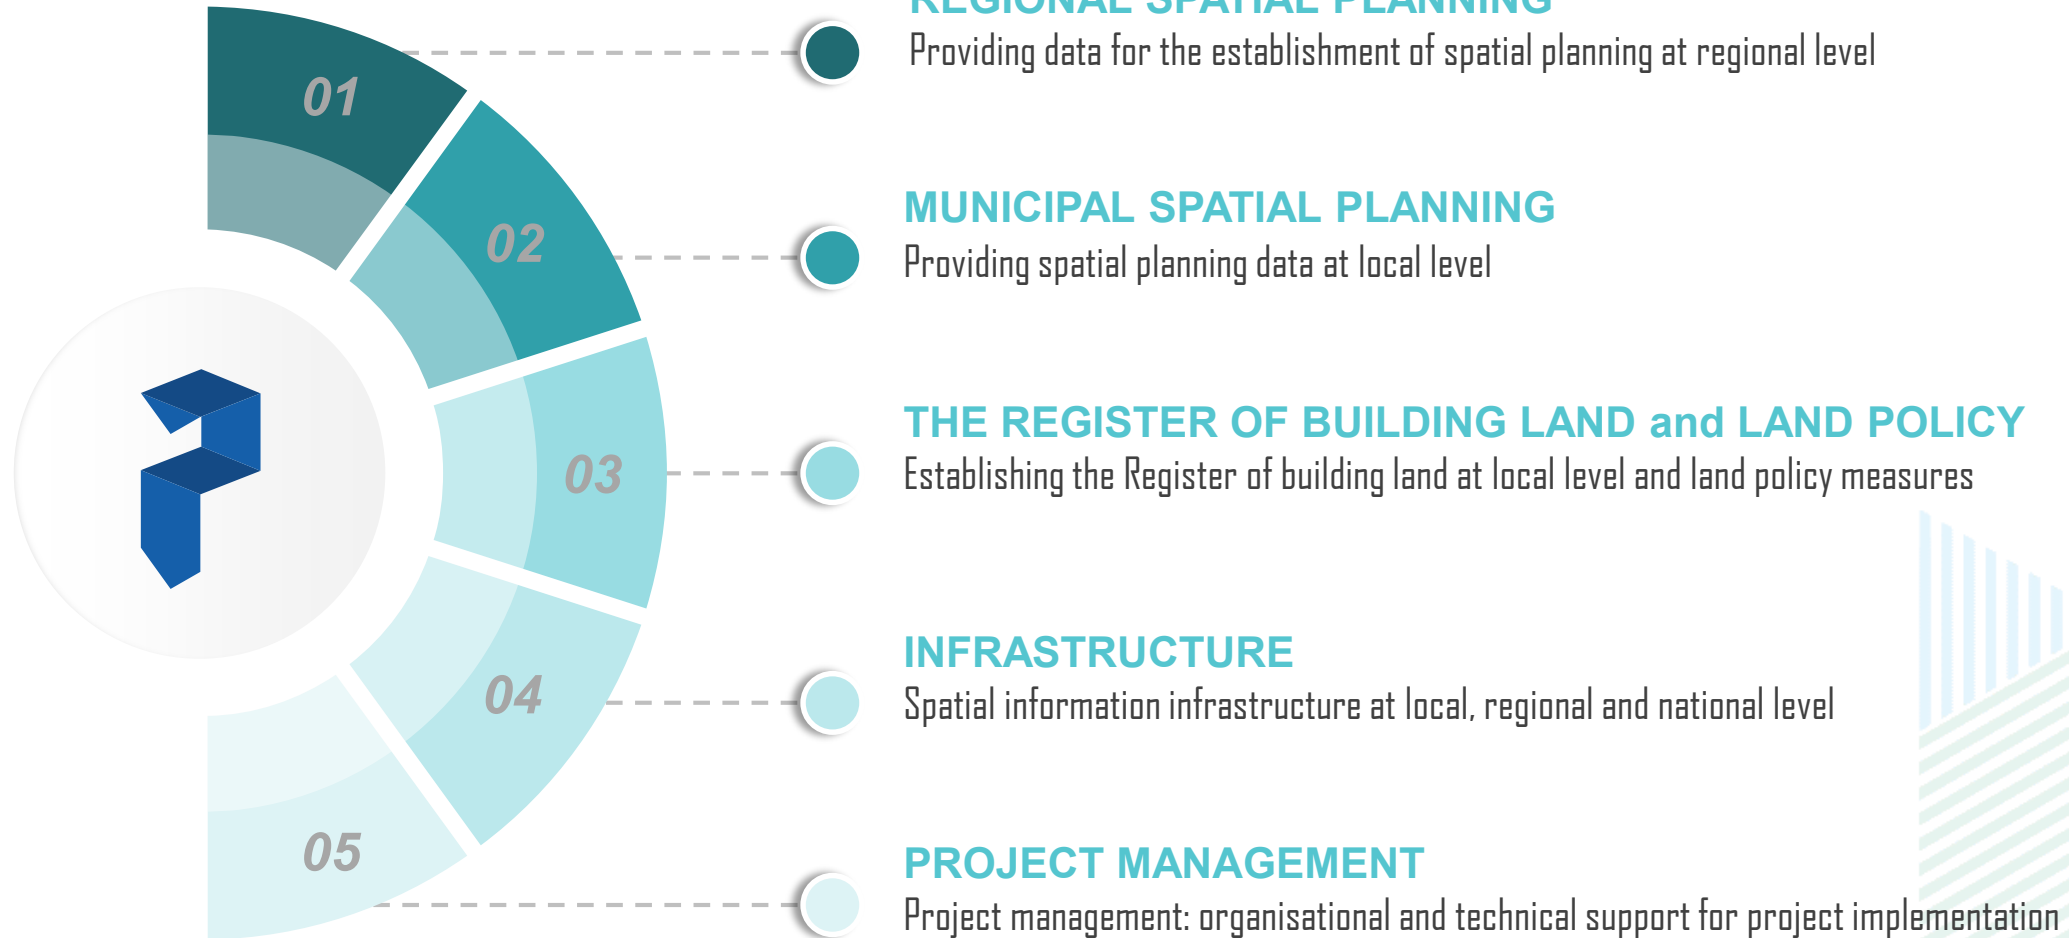 REGIONAL SPATIAL PLANNING
01
Providing data for the establishment of spatial planning at regional level
MUNICIPAL SPATIAL PLANNING
02
Providing spatial planning data at local level
THE REGISTER OF BUILDING LAND and LAND POLICY
03
Establishing the Register of building land at local level and land policy measures
INFRASTRUCTURE
04
Spatial information infrastructure at local, regional and national level
PROJECT MANAGEMENT
05
Project management: organisational and technical support for project implementation